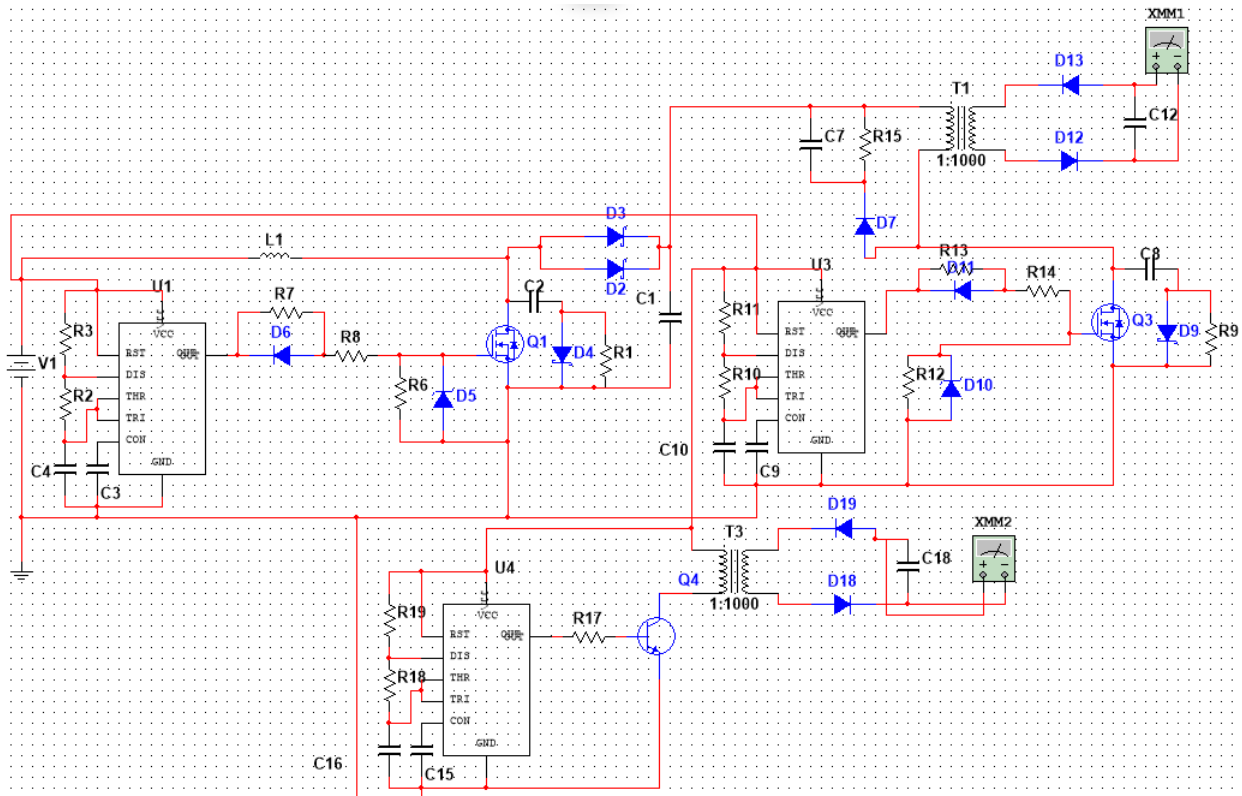 XMM1
+ −
D13
T1
C7
R15
C12
D12
1:1000
D3
D7
L1
D2
U1
R7
C2
C1
U3
R13
D11
R14
C8
R3
VCC
D6
R8
Q1
D4
R1
R11
VCC
Q3
D9
R9
V1
RST
OUT
DIS
R2
THR
TRI
CON
GND
R6
D5
RST
DIS
R10
THR
TRI
CON
GND
R12
D10
C4
C3
C10
C9
D19
XMM2
+ −
T3
U4
Q4
C18
D18
1:1000
R19
VCC
RST
OUT
R17
DIS
R18
THR
TRI
CON
GND
C16
C15